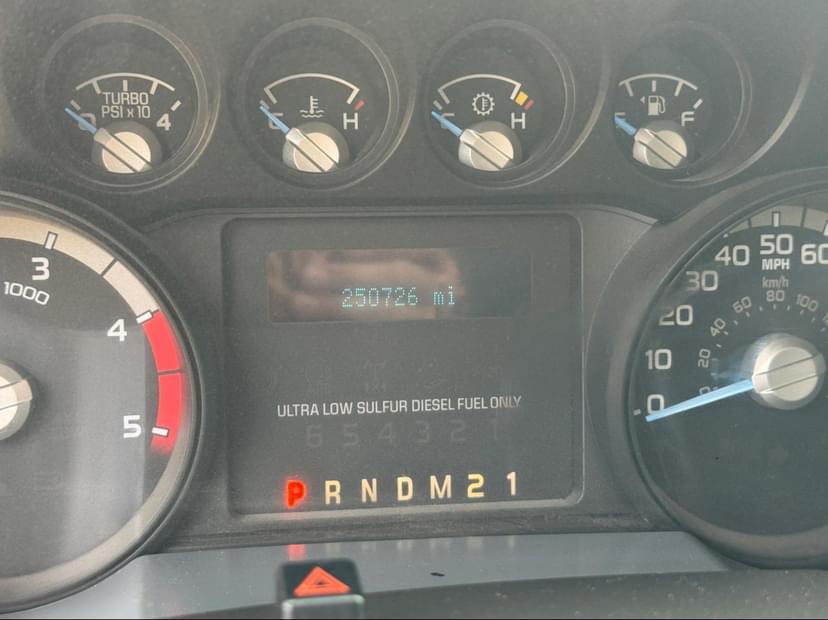 TURBO
PSI x 10
0 4
C H
C H
E F
3
1000
4
5
250726 mi
ULTRA LOW SULFUR DIESEL FUEL ONLY
6 5 4 3 2 1
P R N D M 2 1
0 10 20 30 40 50 60
MPH
km/h
20 40 60 80 100